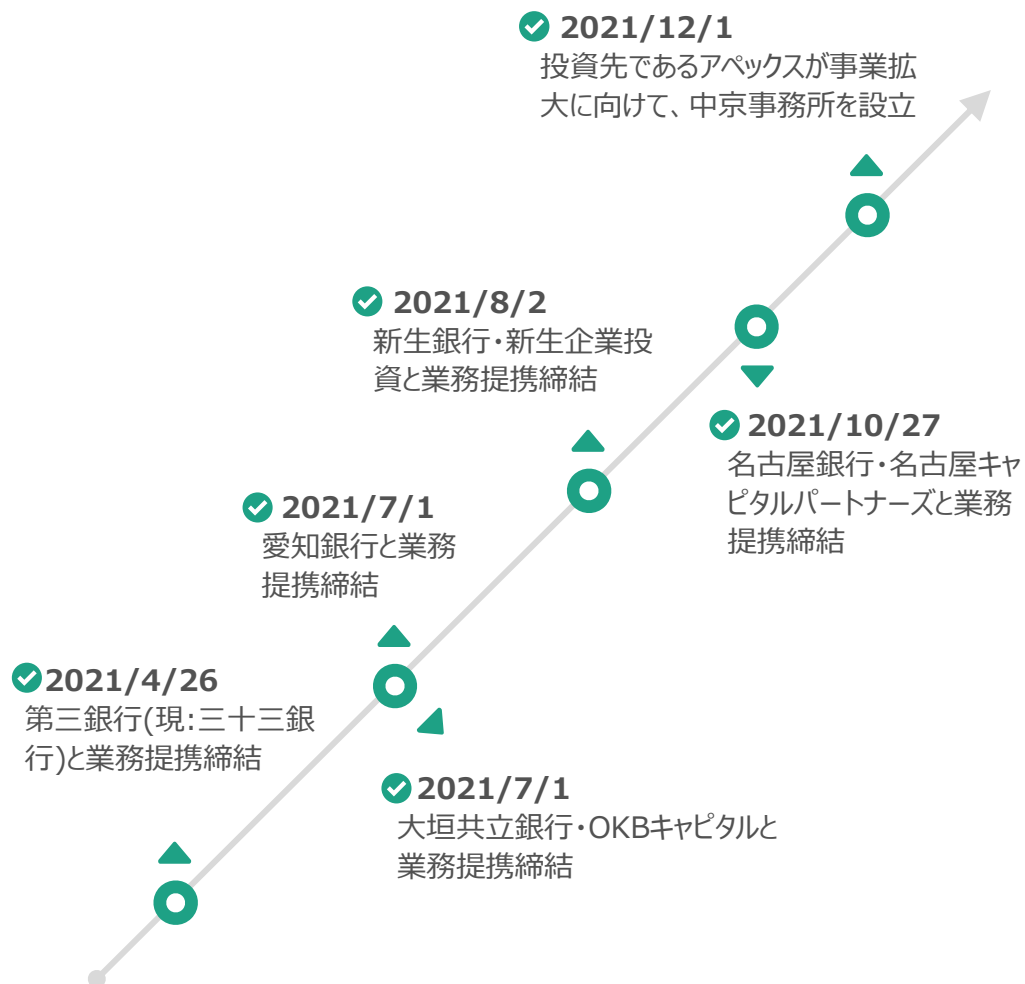 2021/12/1
投資先であるアペックスが事業拡
大に向けて、中京事務所を設立
2021/8/2
新生銀行・新生企業投
資と業務提携締結
2021/10/27
名古屋銀行・名古屋キャ
ピタルパートナーズと業務
提携締結
2021/7/1
愛知銀行と業務
提携締結
2021/4/26
第三銀行(現:三十三銀
行)と業務提携締結
2021/7/1
大垣共立銀行・OKBキャピタルと
業務提携締結